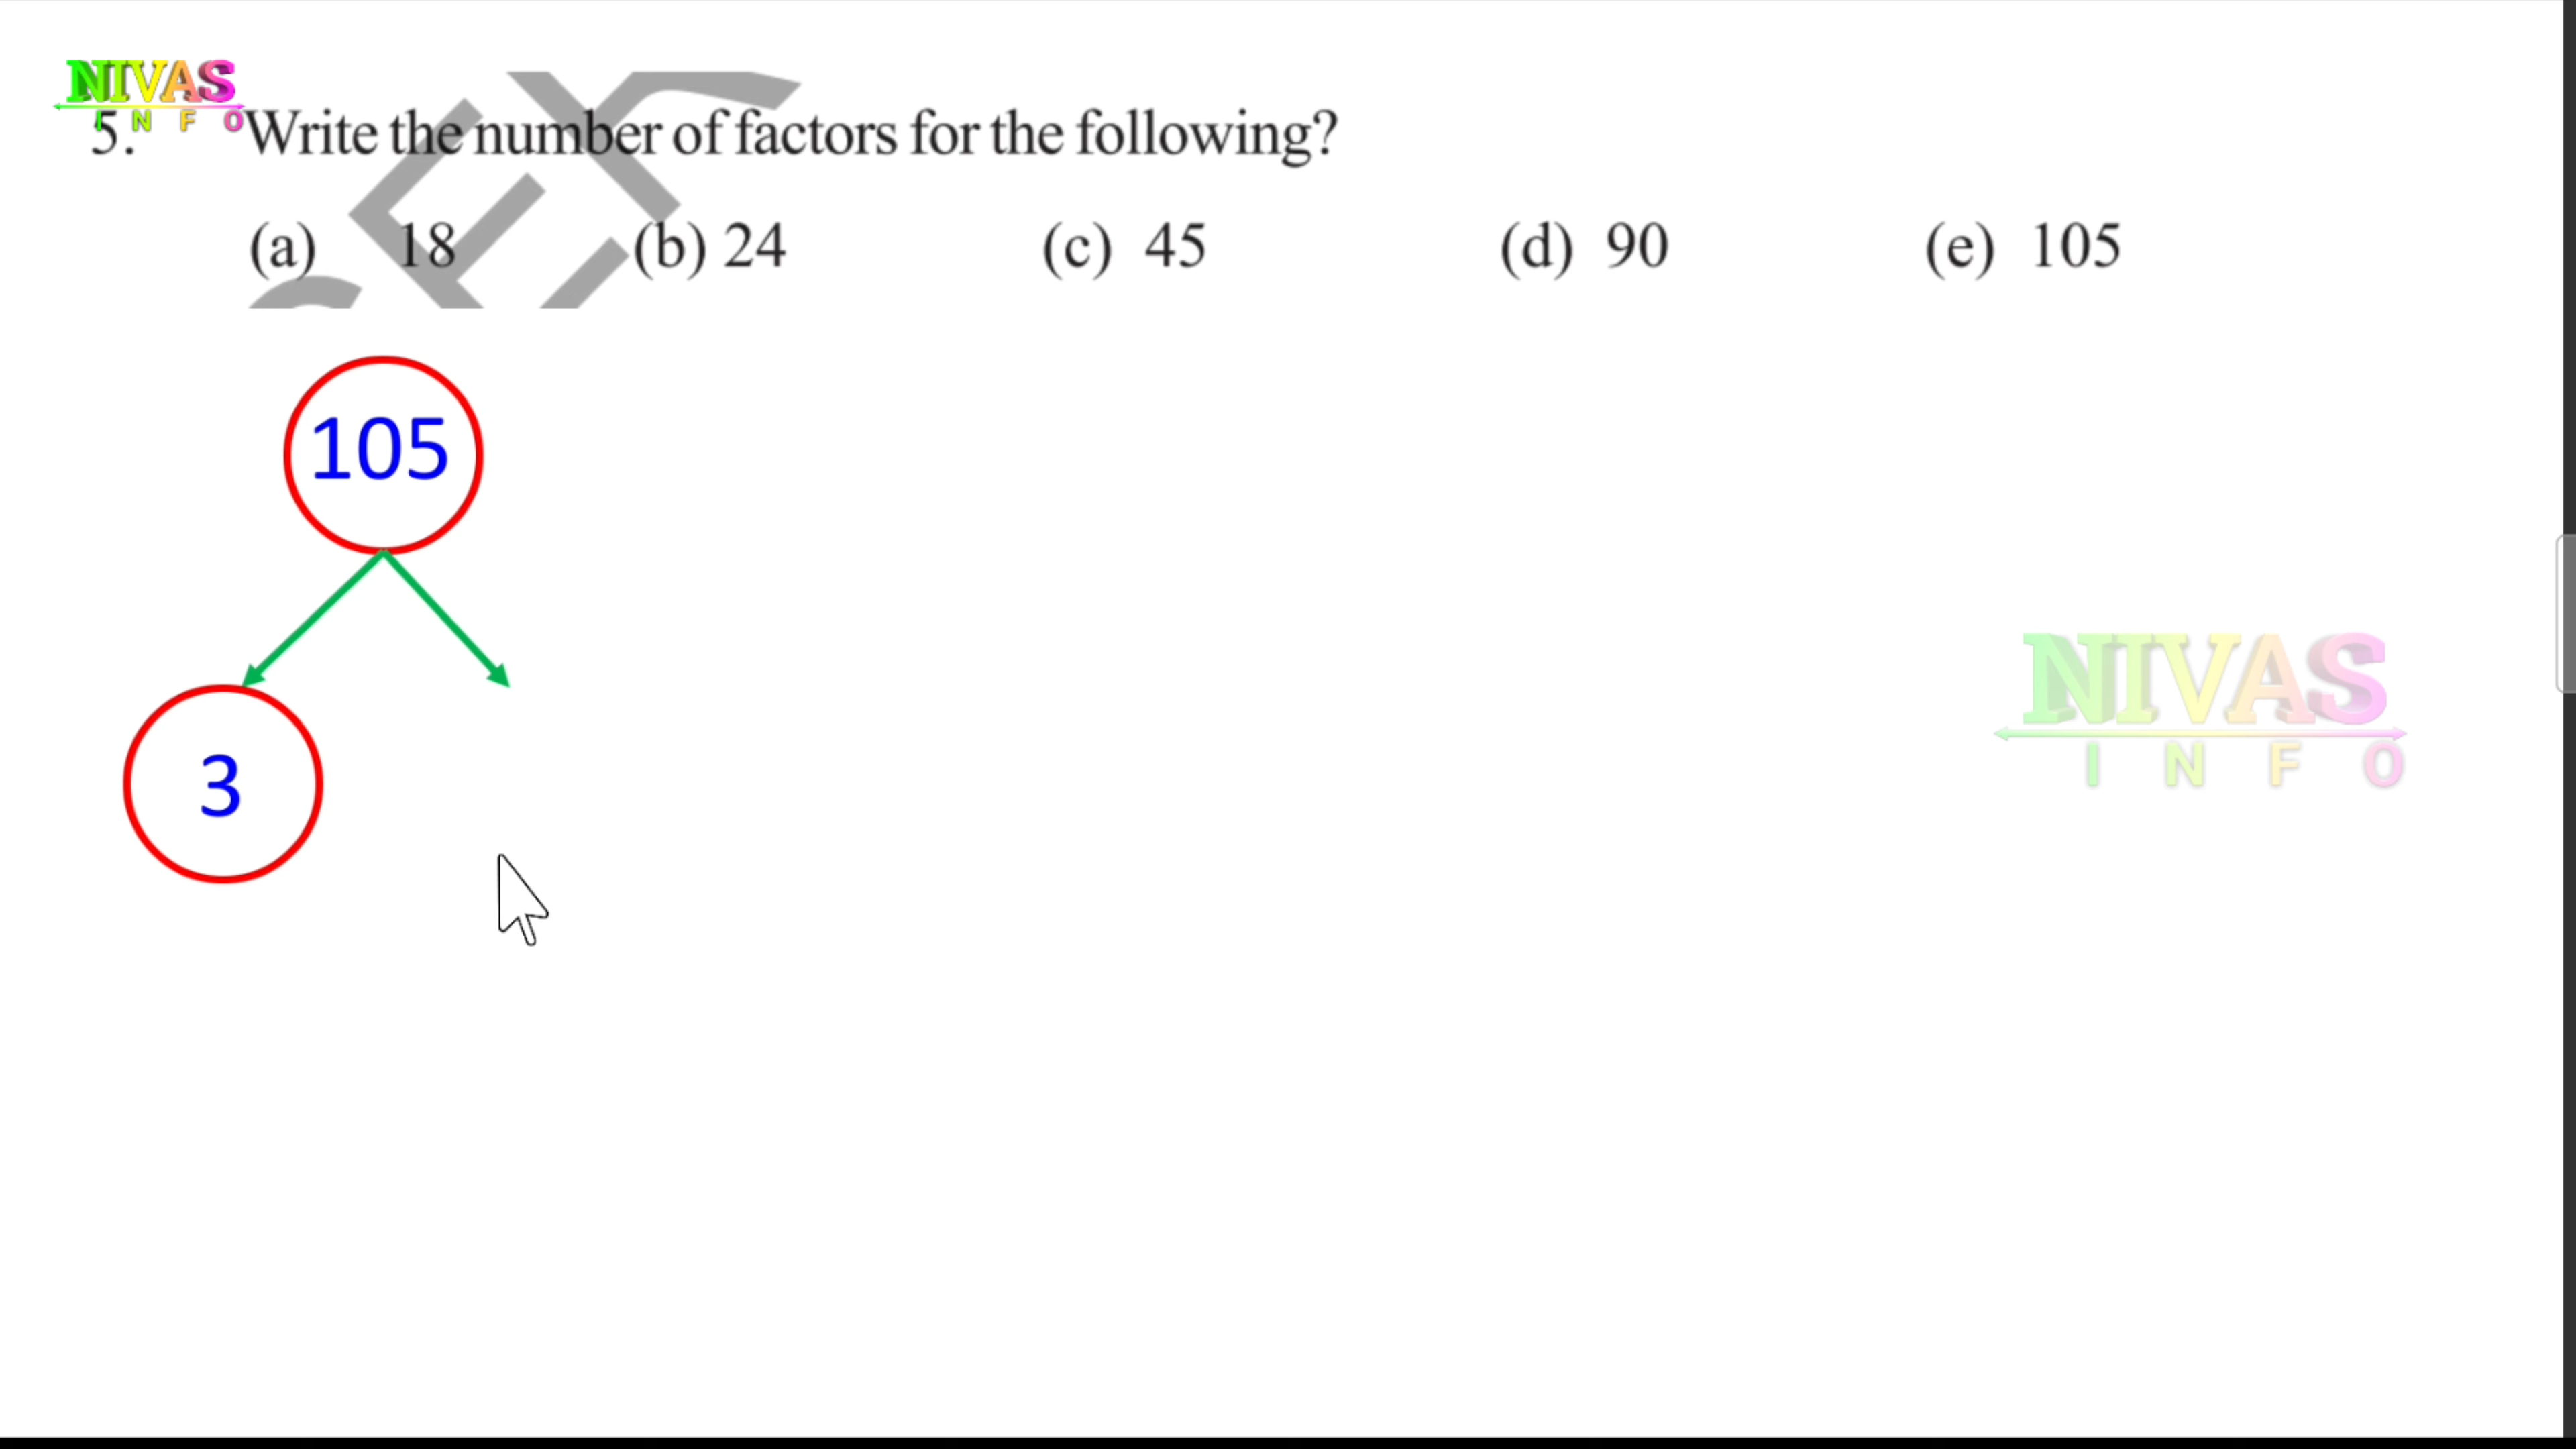 NIVAS
INFO
5. Write the number of factors for the following?
(a) 18 (b) 24 (c) 45 (d) 90 (e) 105
105
3
NIVAS
INFO